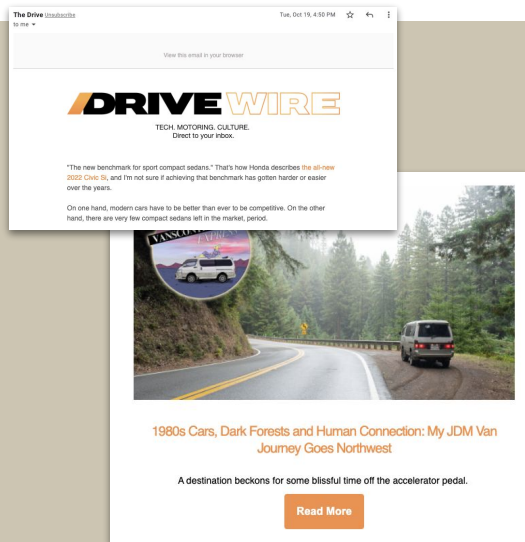 The Drive Unsubscribe
Tue, Oct 19, 4:50 PM
to me
View this email in your browser
DRIVE WIRE
TECH. MOTORING. CULTURE.
Direct to your inbox.
"The new benchmark for sport compact sedans." That's how Honda describes the all-new
2022 Civic Si, and I'm not sure if achieving that benchmark has gotten harder or easier
over the years.
On one hand, modern cars have to be better than ever to be competitive. On the other
hand, there are very few compact sedans left in the market, period.
1980s Cars, Dark Forests and Human Connection: My JDM Van
Journey Goes Northwest
A destination beckons for some blissful time off the accelerator pedal.
Read More